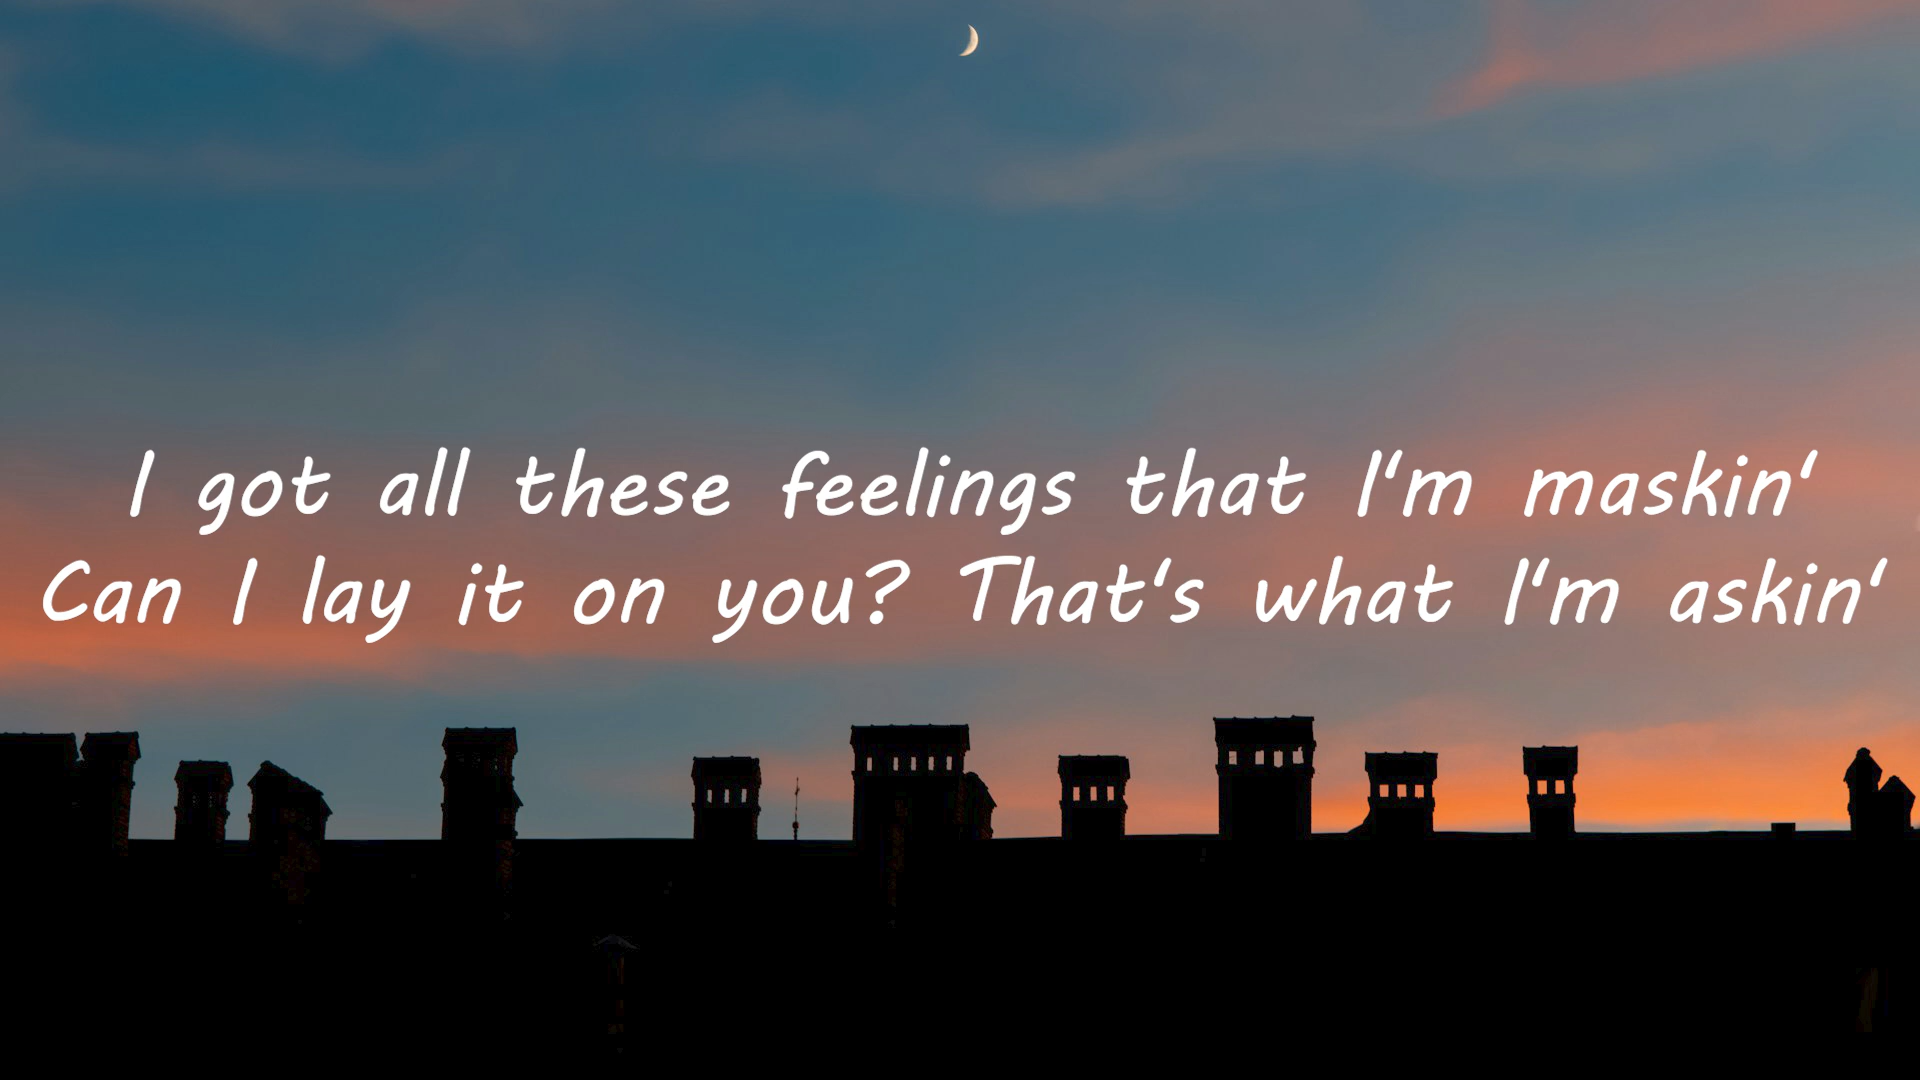 I got all these feelings that I'm maskin'
Can I lay it on you? That's what I'm askin'